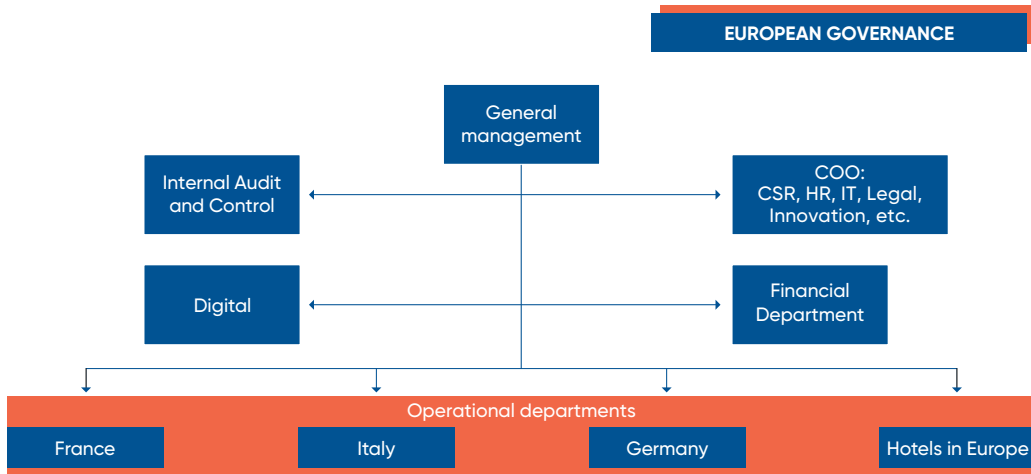 EUROPEAN GOVERNANCE
General
management
Internal Audit
and Control
COO:
CSR, HR, IT, Legal,
Innovation, etc.
Digital
Financial
Department
Operational departments
France
Italy
Germany
Hotels in Europe